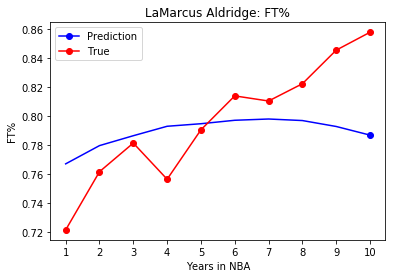 LaMarcus Aldridge: FT%
Prediction
True
0.86
0.84
0.82
0.80
0.78
0.76
0.74
0.72
FT%
1 2 3 4 5 6 7 8 9 10
Years in NBA